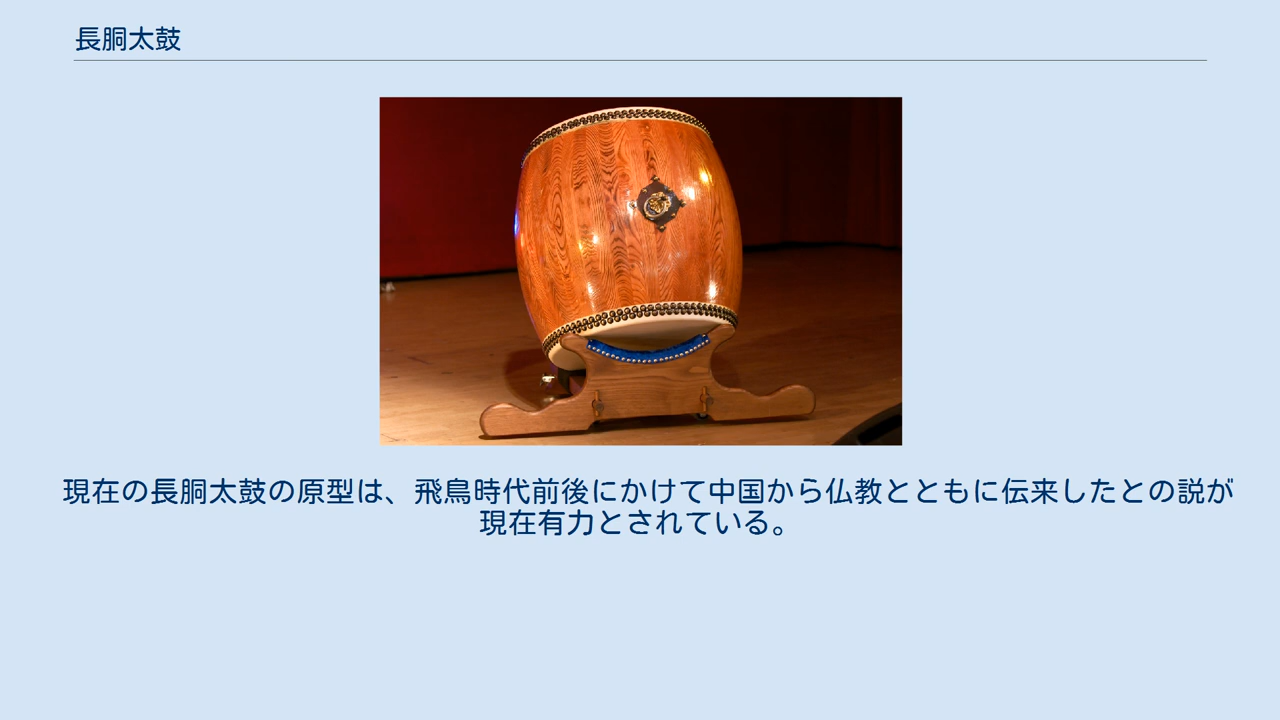 長胴太鼓
現在の長胴太鼓の原型は、飛鳥時代前後にかけて中国から仏教とともに伝来したとの説が
現在有力とされている。